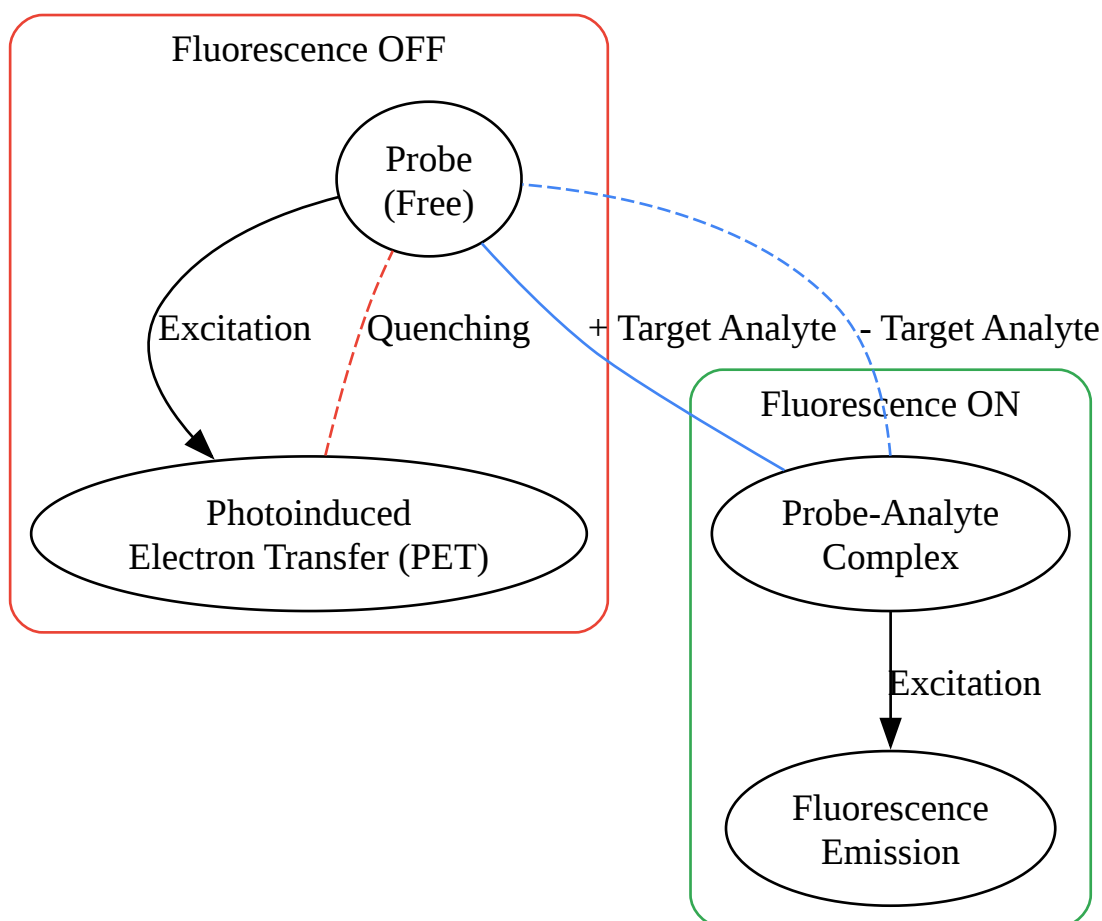 Fluorescence OFF
Probe
(Free)
Excitation
Quenching
+ Target Analyte
- Target Analyte
Fluorescence ON
Photoinduced
Electron Transfer (PET)
Probe-Analyte
Complex
Excitation
Fluorescence
Emission